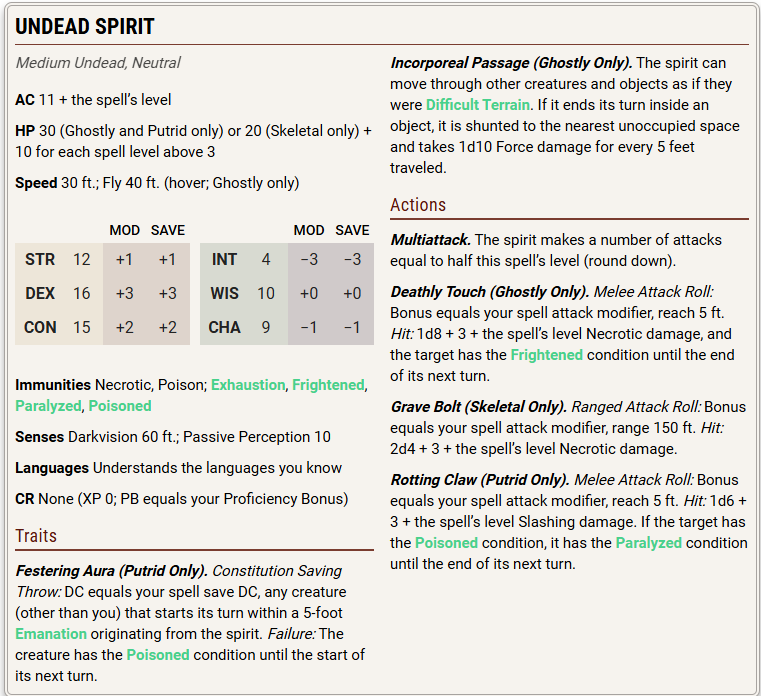 UNDEAD SPIRIT
Medium Undead, Neutral
AC 11 + the spell’s level
HP 30 (Ghostly and Putrid only) or 20 (Skeletal only) +
10 for each spell level above 3
Speed 30 ft.; Fly 40 ft. (hover; Ghostly only)
MOD SAVE MOD SAVE
STR 12 +1 +1 INT 4 −3 −3
DEX 16 +3 +3 WIS 10 +0 +0
CON 15 +2 +2 CHA 9 −1 −1
Immunities Necrotic, Poison; Exhaustion, Frightened,
Paralyzed, Poisoned
Senses Darkvision 60 ft.; Passive Perception 10
Languages Understands the languages you know
CR None (XP 0; PB equals your Proficiency Bonus)
Traits
Festering Aura (Putrid Only). Constitution Saving
Throw: DC equals your spell save DC, any creature
(other than you) that starts its turn within a 5-foot
Emanation originating from the spirit. Failure: The
creature has the Poisoned condition until the start of
its next turn.
Incorporeal Passage (Ghostly Only). The spirit can
move through other creatures and objects as if they
were Difficult Terrain. If it ends its turn inside an
object, it is shunted to the nearest unoccupied space
and takes 1d10 Force damage for every 5 feet
traveled.
Actions
Multiattack. The spirit makes a number of attacks
equal to half this spell’s level (round down).
Deathly Touch (Ghostly Only). Melee Attack Roll:
Bonus equals your spell attack modifier, reach 5 ft.
Hit: 1d8 + 3 + the spell’s level Necrotic damage, and
the target has the Frightened condition until the end
of its next turn.
Grave Bolt (Skeletal Only). Ranged Attack Roll: Bonus
equals your spell attack modifier, range 150 ft. Hit:
2d4 + 3 + the spell’s level Necrotic damage.
Rotting Claw (Putrid Only). Melee Attack Roll: Bonus
equals your spell attack modifier, reach 5 ft. Hit: 1d6 +
3 + the spell’s level Slashing damage. If the target has
the Poisoned condition, it has the Paralyzed condition
until the end of its next turn.